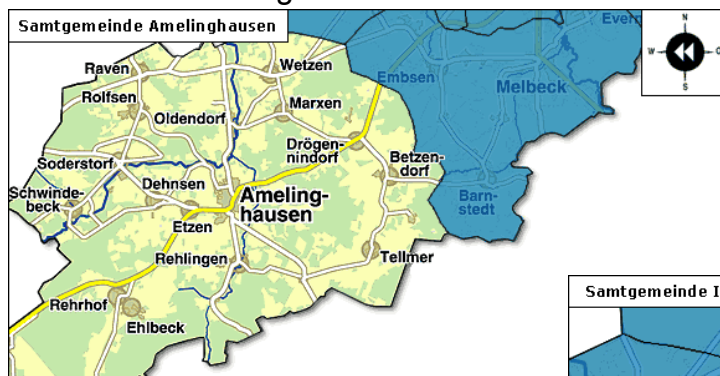 Samtgemeinde Amelinghausen
N
W
O
S
Evern
Embsen
Melbeck
Raven
Wetzen
Rolfsen
Marxen
Oldendorf
Drögen-
nindorf
Betzen-
dorf
Soderstorf
Dehnsen
Schwinde-
beck
Ameling-
hausen
Barn-
stedt
Etzen
Rehlingen
Tellmer
Rehrhof
Ehlbeck
Samtgemeinde I